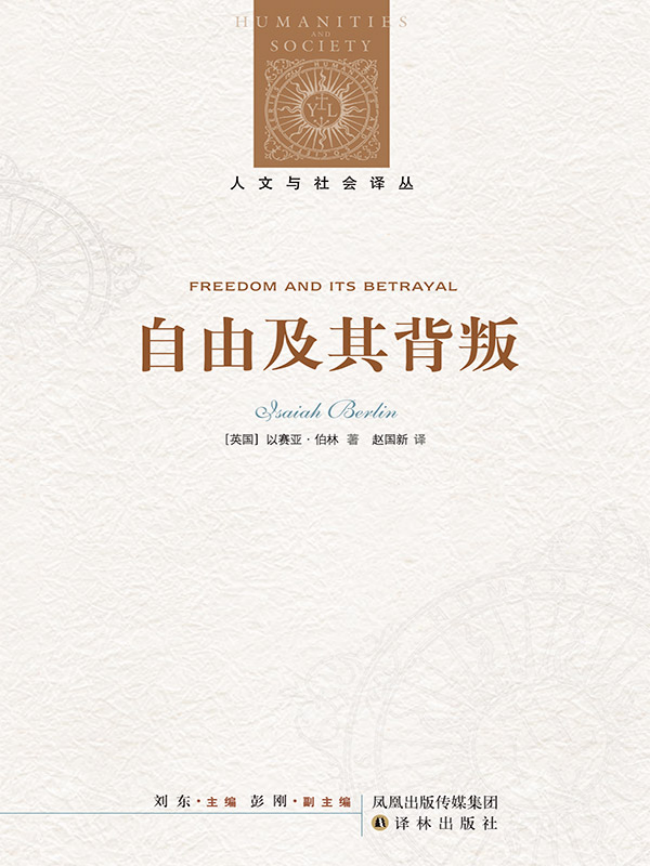 HUMANITIES
AND
SOCIETY
Y L
人文与社会译丛
FREEDOM AND ITS BETRAYAL
自由及其背叛
Isaiah Berlin
[英国] 以赛亚·伯林 著 赵国新 译
刘东·主编 彭刚·副主编
凤凰出版传媒集团
译林出版社